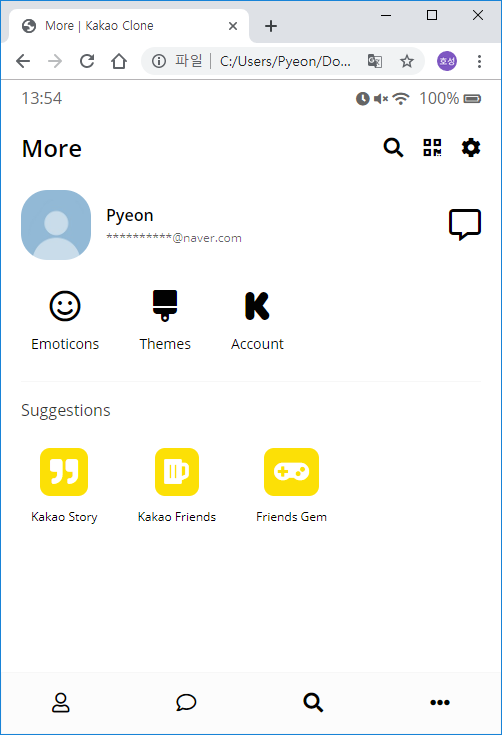 More | Kakao Clone
파일 | C:/Users/Pyeon/Do... 호성
13:54 100%
More
Pyeon
**********@naver.com
Emoticons Themes Account
Suggestions
Kakao Story Kakao Friends Friends Gem